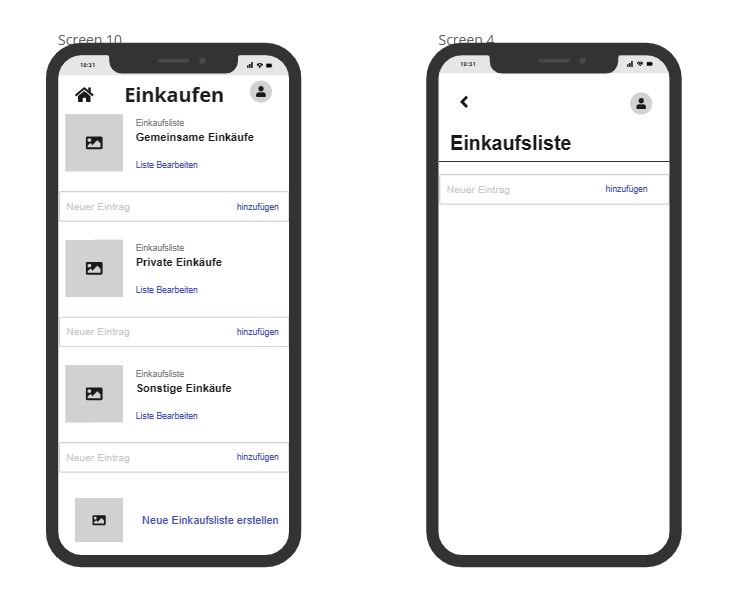 Screen 10
10:31
Einkaufen
Einkaufsliste
Gemeinsame Einkäufe
Liste Bearbeiten
Neuer Eintrag hinzufügen
Einkaufsliste
Private Einkäufe
Liste Bearbeiten
Neuer Eintrag hinzufügen
Einkaufsliste
Sonstige Einkäufe
Liste Bearbeiten
Neuer Eintrag hinzufügen
Neue Einkaufsliste erstellen
Screen 4
10:31
Einkaufsliste
Neuer Eintrag hinzufügen